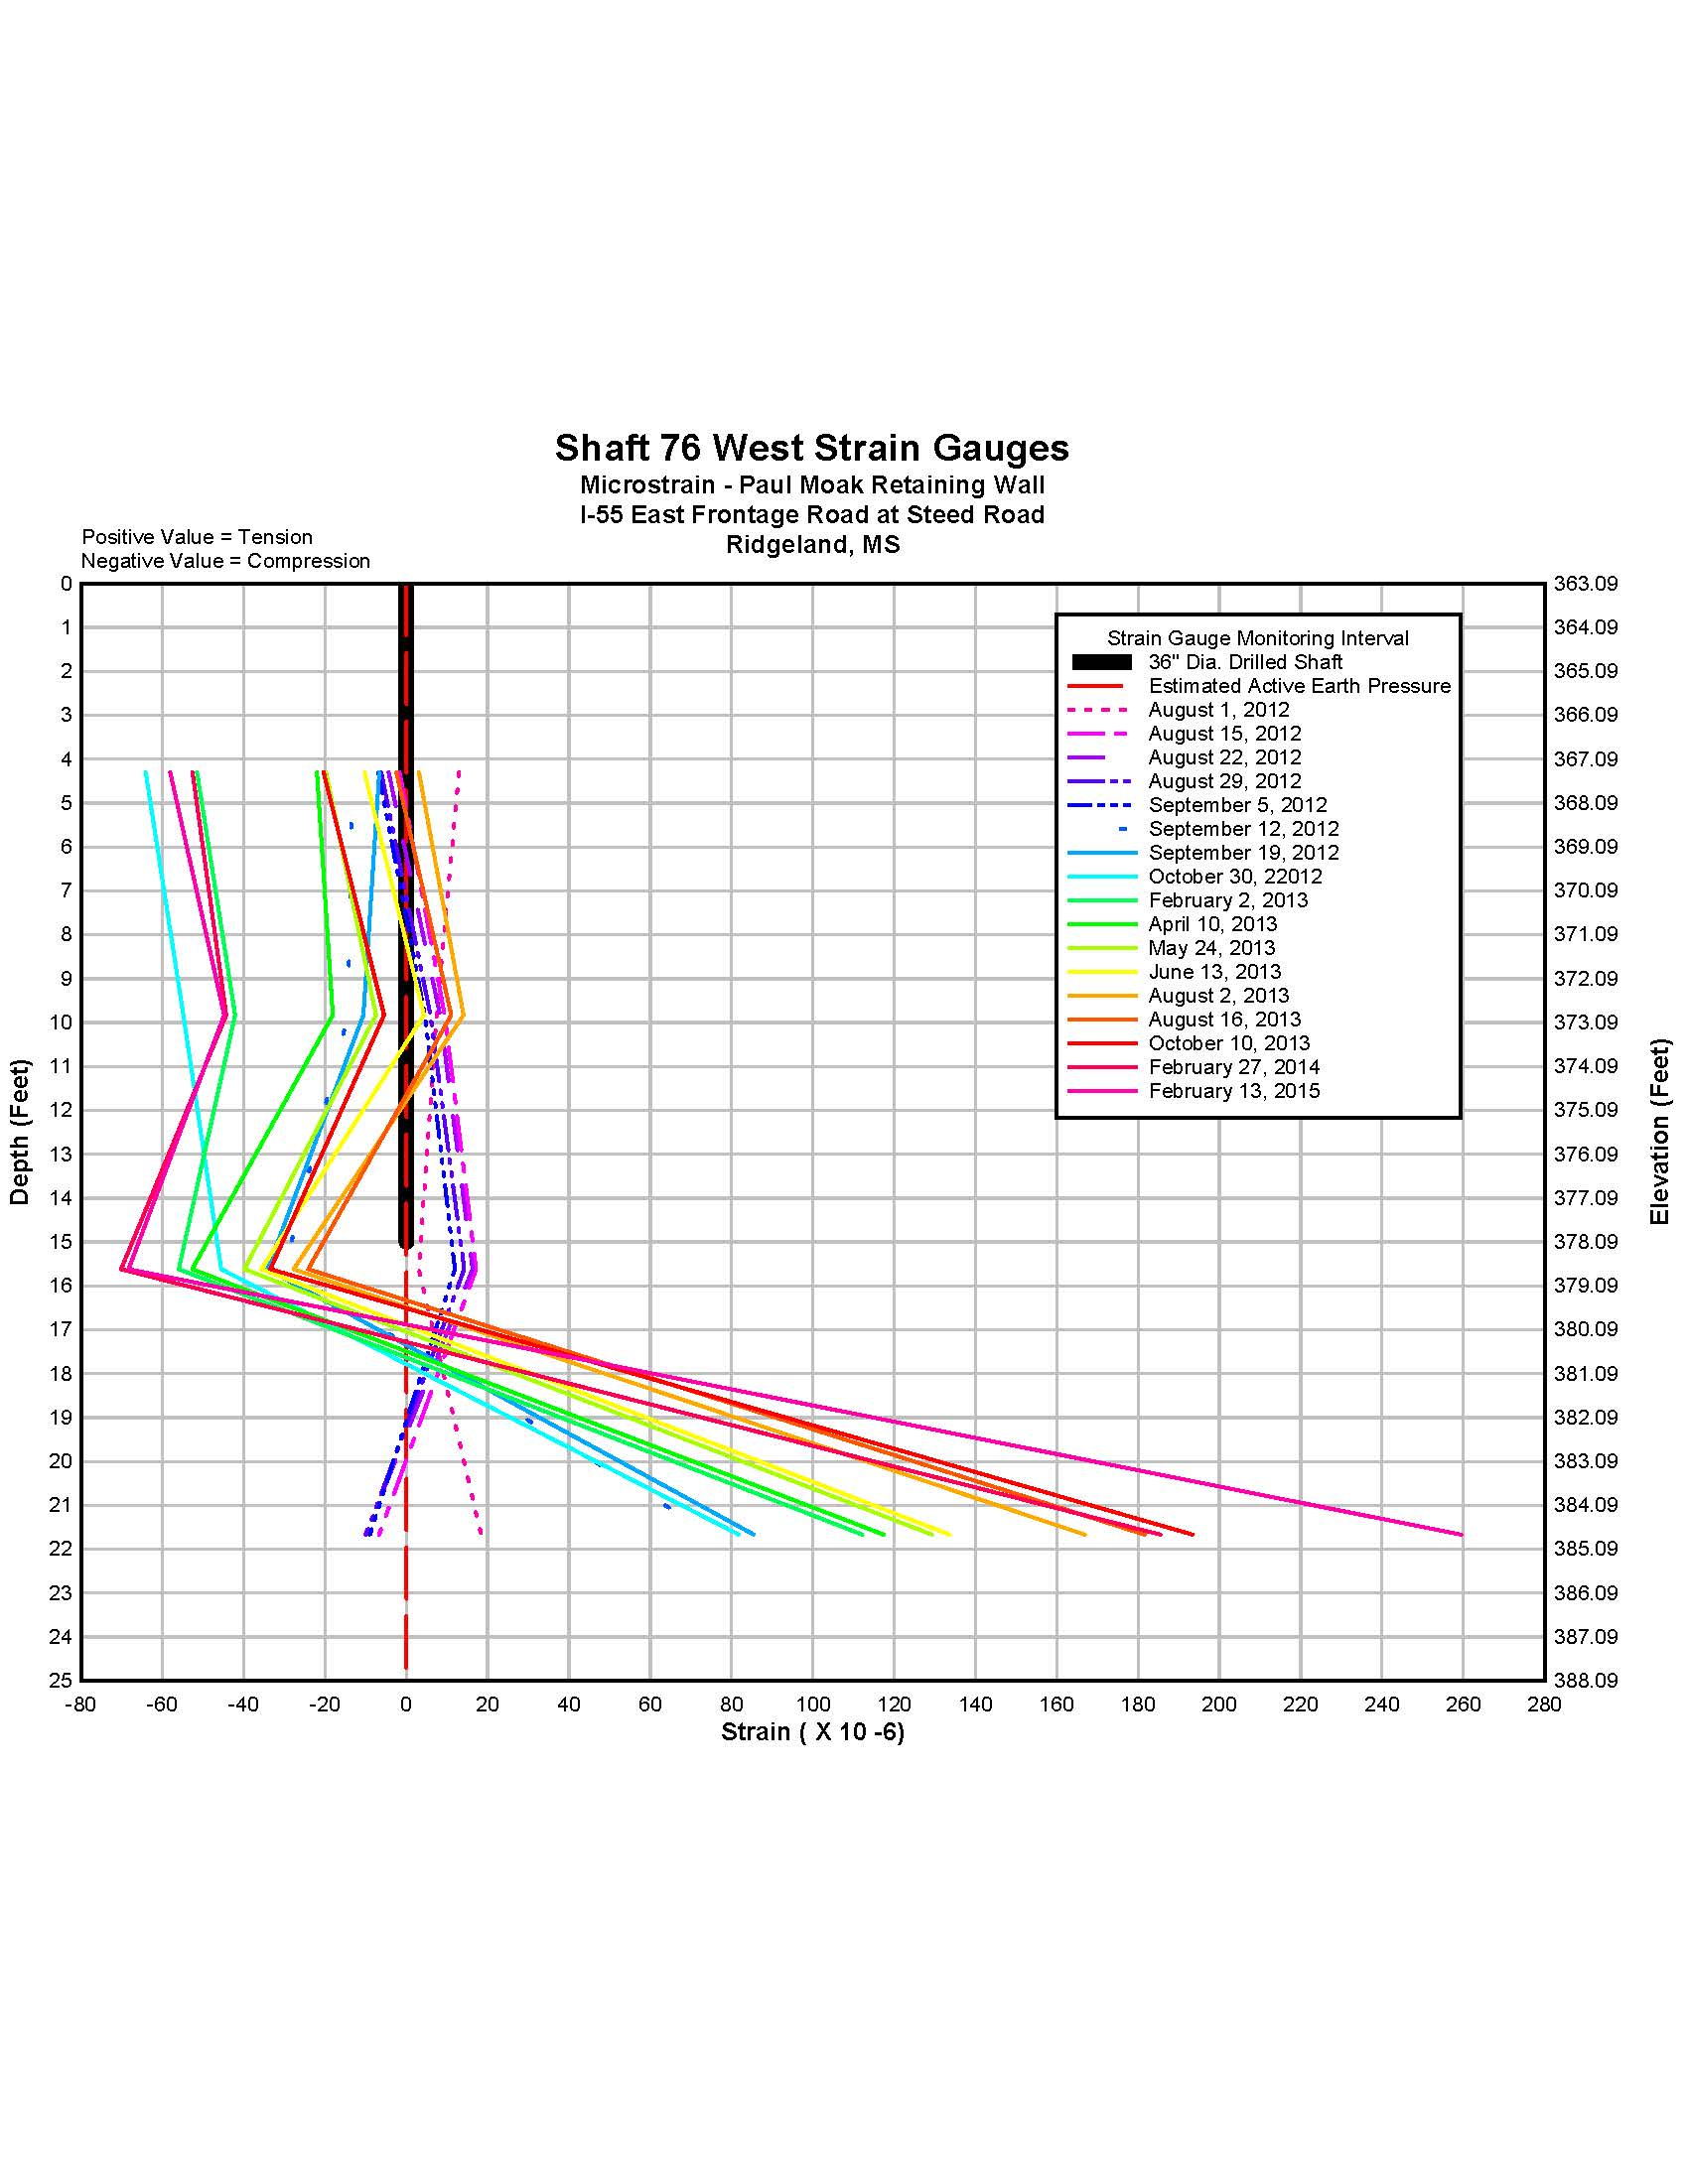 Shaft 76 West Strain Gauges
Microstrain - Paul Moak Retaining Wall
I-55 East Frontage Road at Steed Road
Ridgeland, MS
Positive Value = Tension
Negative Value = Compression
Strain Gauge Monitoring Interval
36" Dia. Drilled Shaft
Estimated Active Earth Pressure
August 1, 2012
August 15, 2012
August 22, 2012
August 29, 2012
September 5, 2012
September 12, 2012
September 19, 2012
October 30, 22012
February 2, 2013
April 10, 2013
May 24, 2013
June 13, 2013
August 2, 2013
August 16, 2013
October 10, 2013
February 27, 2014
February 13, 2015
Depth (Feet)
0
1
2
3
4
5
6
7
8
9
10
11
12
13
14
15
16
17
18
19
20
21
22
23
24
25
363.09
364.09
365.09
366.09
367.09
368.09
369.09
370.09
371.09
372.09
373.09
374.09
375.09
376.09
377.09
378.09
379.09
380.09
381.09
382.09
383.09
384.09
385.09
386.09
387.09
388.09
Elevation (Feet)
-80 -60 -40 -20 0 20 40 60 80 100 120 140 160 180 200 220 240 260 280
Strain ( X 10 -6)